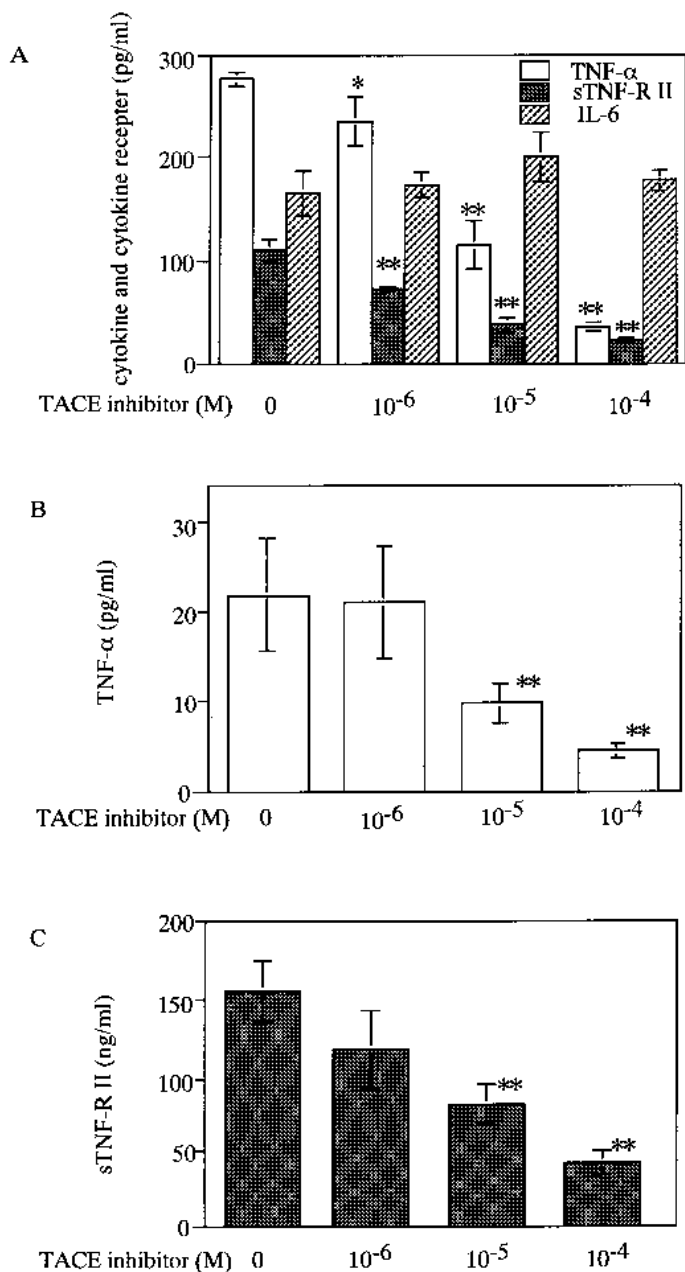 A
cytokine and cytokine recepter (pg/ml)
300
200
100
0
TNF-α
sTNF-R II
IL-6
*
**
**
**
**
**
TACE inhibitor (M) 0 10-6 10-5 10-4
B
TNF-α (pg/ml)
30
20
10
0
**
**
TACE inhibitor (M) 0 10-6 10-5 10-4
C
sTNF-R II (ng/ml)
200
150
100
50
0
**
**
TACE inhibitor (M) 0 10-6 10-5 10-4